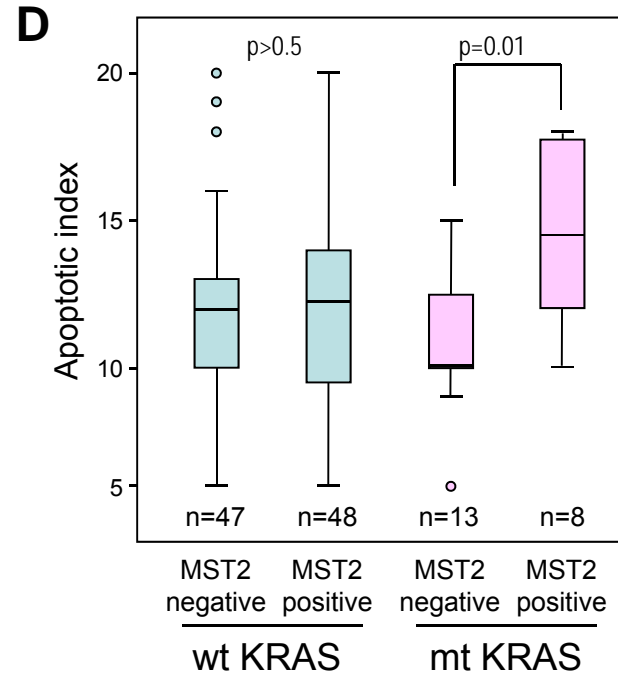 D
p>0.5
p=0.01
Apoptotic index
20
15
10
5
n=47
n=48
n=13
n=8
MST2
negative
MST2
positive
MST2
negative
MST2
positive
wt KRAS
mt KRAS